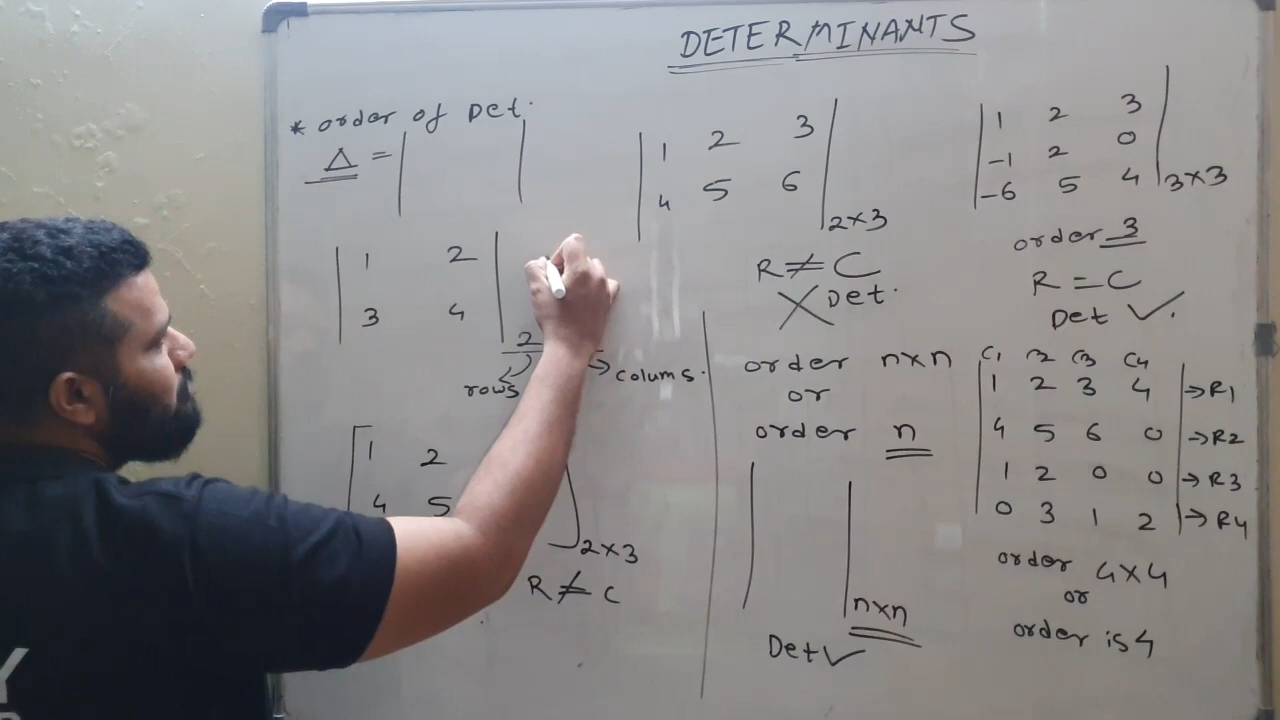 DETERMINANTS
* order of Det.
Δ = | |
| 1 2 |
| 3 4 | 2
rows
colums.
1 2
4 5
2×3
R ≠ C
| 1 2 3 |
| 4 5 6 | 2×3
R ≠ C
X Det.
order n×n
or
order n
| | n×n
Det ✓
| 1 2 3 |
| -1 2 0 |
| -6 5 4 | 3×3
order 3
R = C
Det ✓.
C1 C2 C3 C4
| 1 2 3 4 | →R1
| 4 5 6 0 | →R2
| 1 2 0 0 | →R3
| 0 3 1 2 | →R4
order 4×4
or
order is 4
Y